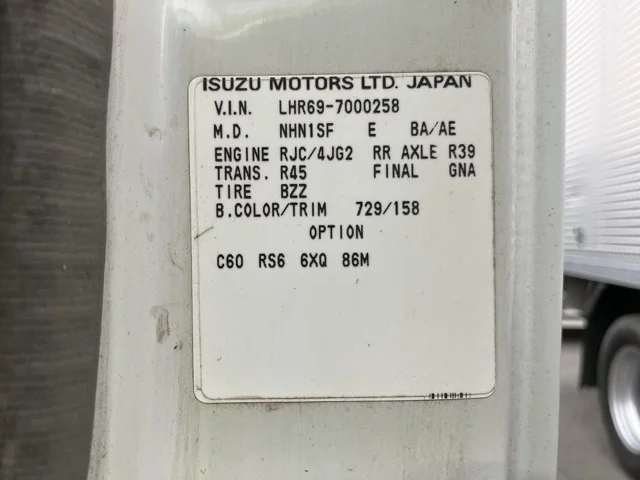 ISUZU MOTORS LTD. JAPAN
V.I.N. LHR69-7000258
M.D. NHN1SF E BA/AE
ENGINE RJC/4JG2 RR AXLE R39
TRANS. R45 FINAL GNA
TIRE BZZ
B.COLOR/TRIM 729/158
OPTION
C60 RS6 6XQ 86M